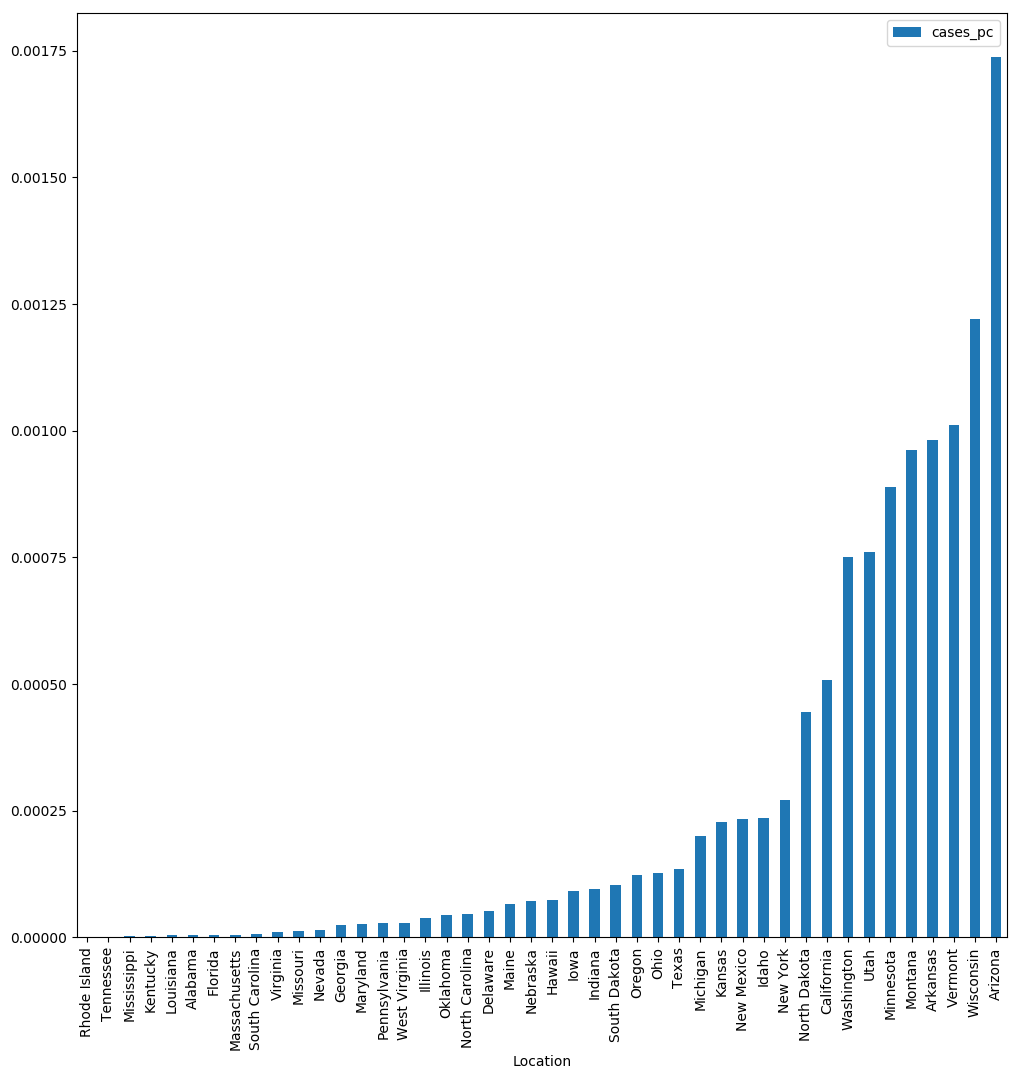 cases_pc
0.00175
0.00150
0.00125
0.00100
0.00075
0.00050
0.00025
0.00000
Rhode Island
Tennessee
Mississippi
Kentucky
Louisiana
Alabama
Florida
Massachusetts
South Carolina
Virginia
Missouri
Nevada
Georgia
Maryland
Pennsylvania
West Virginia
Illinois
Oklahoma
North Carolina
Delaware
Maine
Nebraska
Hawaii
Iowa
Indiana
South Dakota
Oregon
Ohio
Texas
Michigan
Kansas
New Mexico
Idaho
New York
North Dakota
California
Washington
Utah
Minnesota
Montana
Arkansas
Vermont
Wisconsin
Arizona
Location